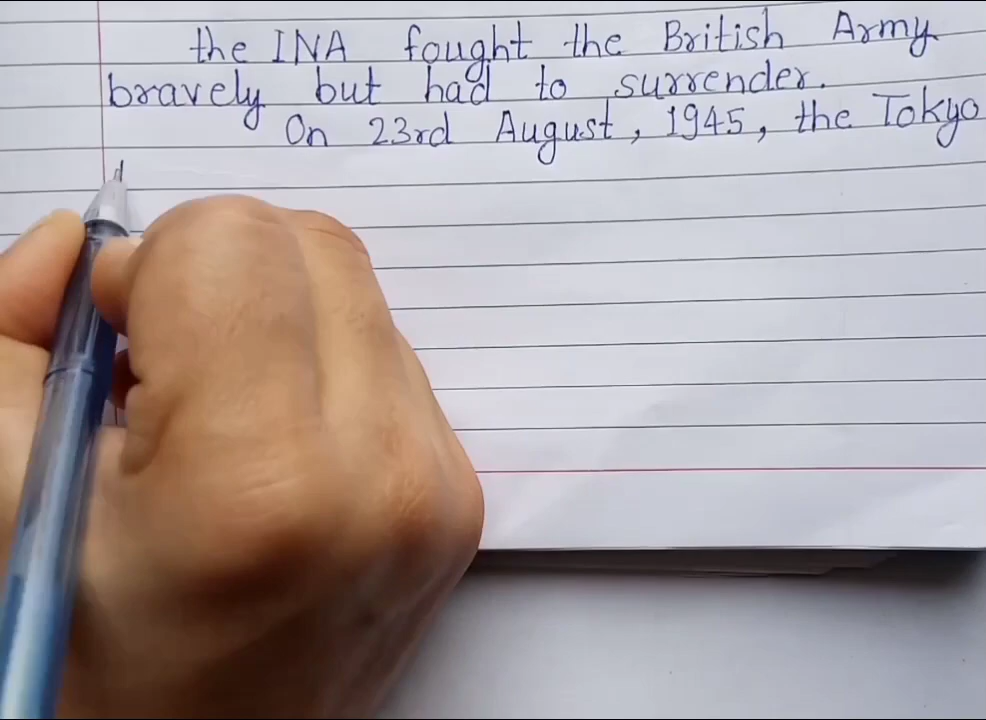 the INA fought the British Army
bravely but had to surrender.
On 23rd August, 1945, the Tokyo